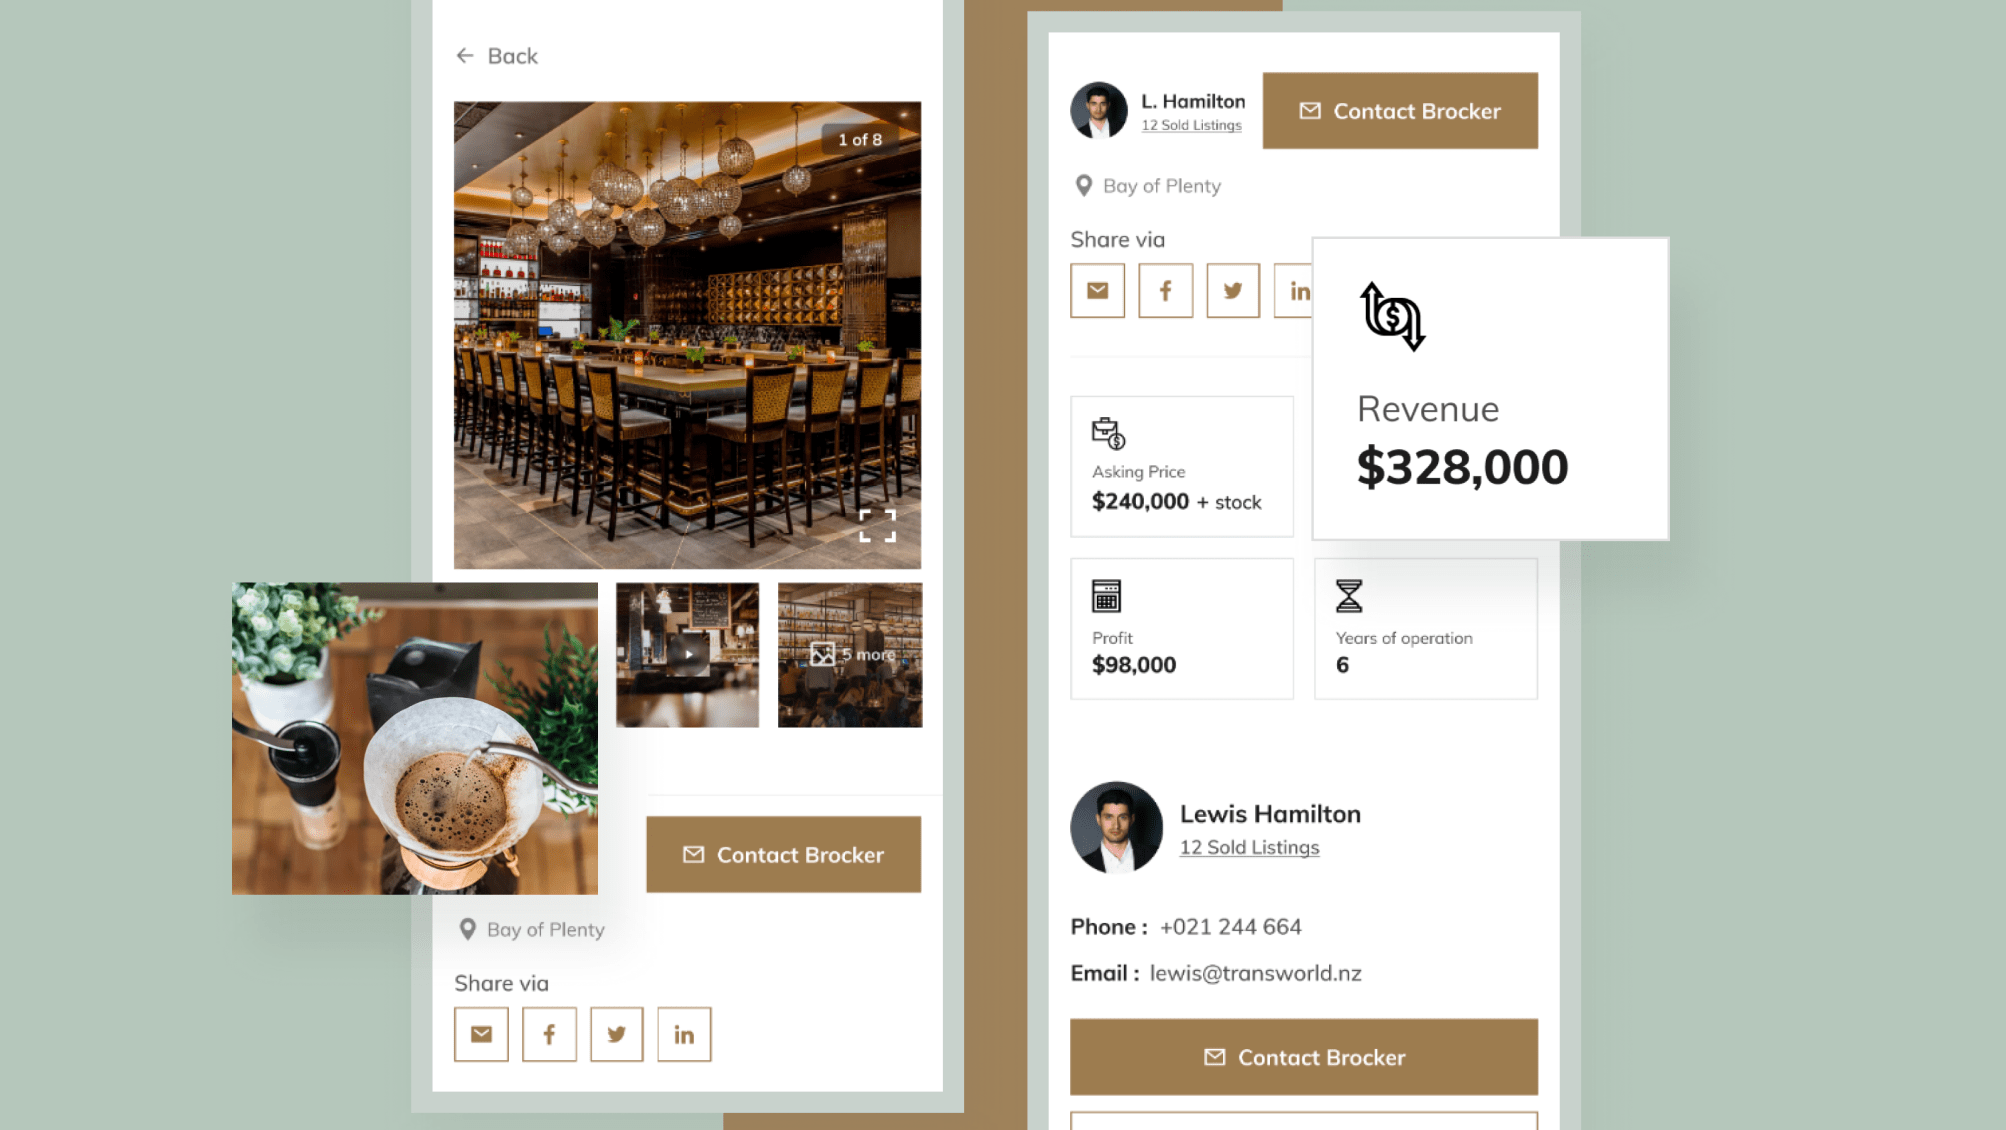 Back
1 of 8
5 more
Contact Brocker
Bay of Plenty
Share via
in
L. Hamilton
12 Sold Listings
Contact Brocker
Bay of Plenty
Share via
in
Revenue
$328,000
Asking Price
$240,000 + stock
Profit
$98,000
Years of operation
6
Lewis Hamilton
12 Sold Listings
Phone : +021 244 664
Email : lewis@transworld.nz
Contact Brocker